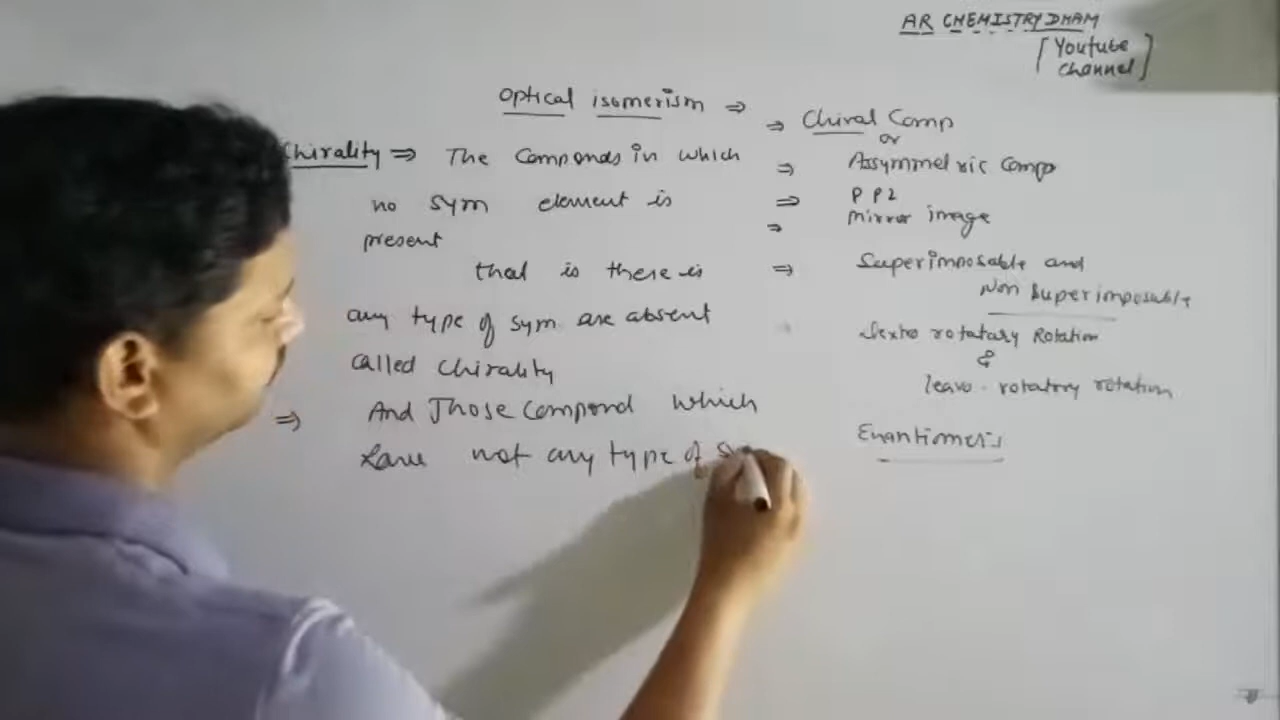 AR CHEMISTRY DHAM
[Youtube
channel]
Optical isomerism ⇒
⇒ Chiral Comp
or
Chirality ⇒ The Componds in which
⇒ Assymmetric Comp
no sym element is
⇒ PP2
present
⇒ mirror image
that is there is
⇒ Superimposable and
Non Superimposable
any type of sym are absent
dextro rotatary Rotation
&
called Chirality
leavo-rotatory rotation
⇒ And Those Compond which
Enantiomers
have not any type of